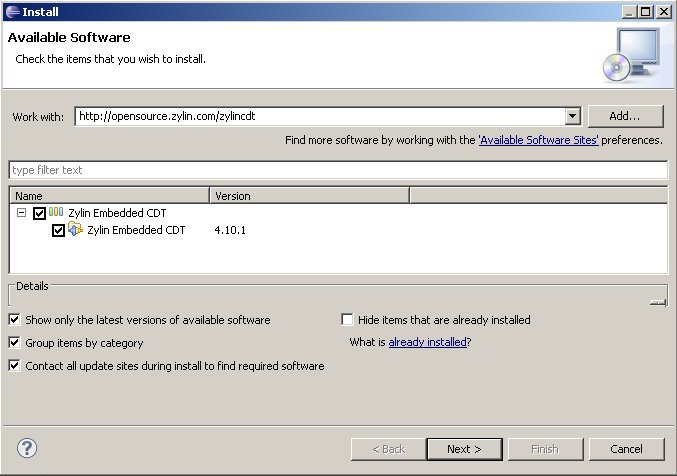 Install
Available Software
Check the items that you wish to install.
Work with: http://opensource.zylin.com/zylincdt Add...
Find more software by working with the 'Available Software Sites' preferences.
type filter text
Name Version
Zylin Embedded CDT
Zylin Embedded CDT 4.10.1
Details
Show only the latest versions of available software Hide items that are already installed
Group items by category What is already installed?
Contact all update sites during install to find required software
? < Back Next > Finish Cancel